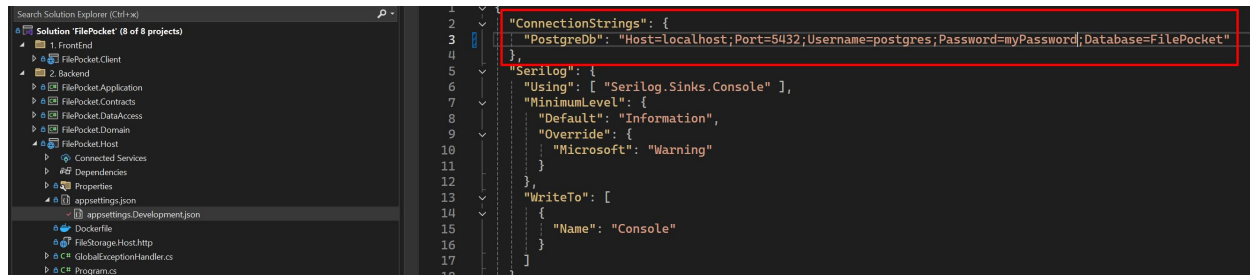 Search Solution Explorer (Ctrl+ж)
Solution 'FilePocket' (8 of 8 projects)
1. FrontEnd
FilePocket.Client
2. Backend
FilePocket.Application
FilePocket.Contracts
FilePocket.DataAccess
FilePocket.Domain
FilePocket.Host
Connected Services
Dependencies
Properties
appsettings.json
appsettings.Development.json
Dockerfile
FileStorage.Host.http
C# GlobalExceptionHandler.cs
C# Program.cs
1 {
2 "ConnectionStrings": {
3 "PostgreDb": "Host=localhost;Port=5432;Username=postgres;Password=myPassword;Database=FilePocket"
4 },
5 "Serilog": {
6 "Using": [ "Serilog.Sinks.Console" ],
7 "MinimumLevel": {
8 "Default": "Information",
9 "Override": {
10 "Microsoft": "Warning"
11 }
12 },
13 "WriteTo": [
14 {
15 "Name": "Console"
16 }
17 ]
18 }